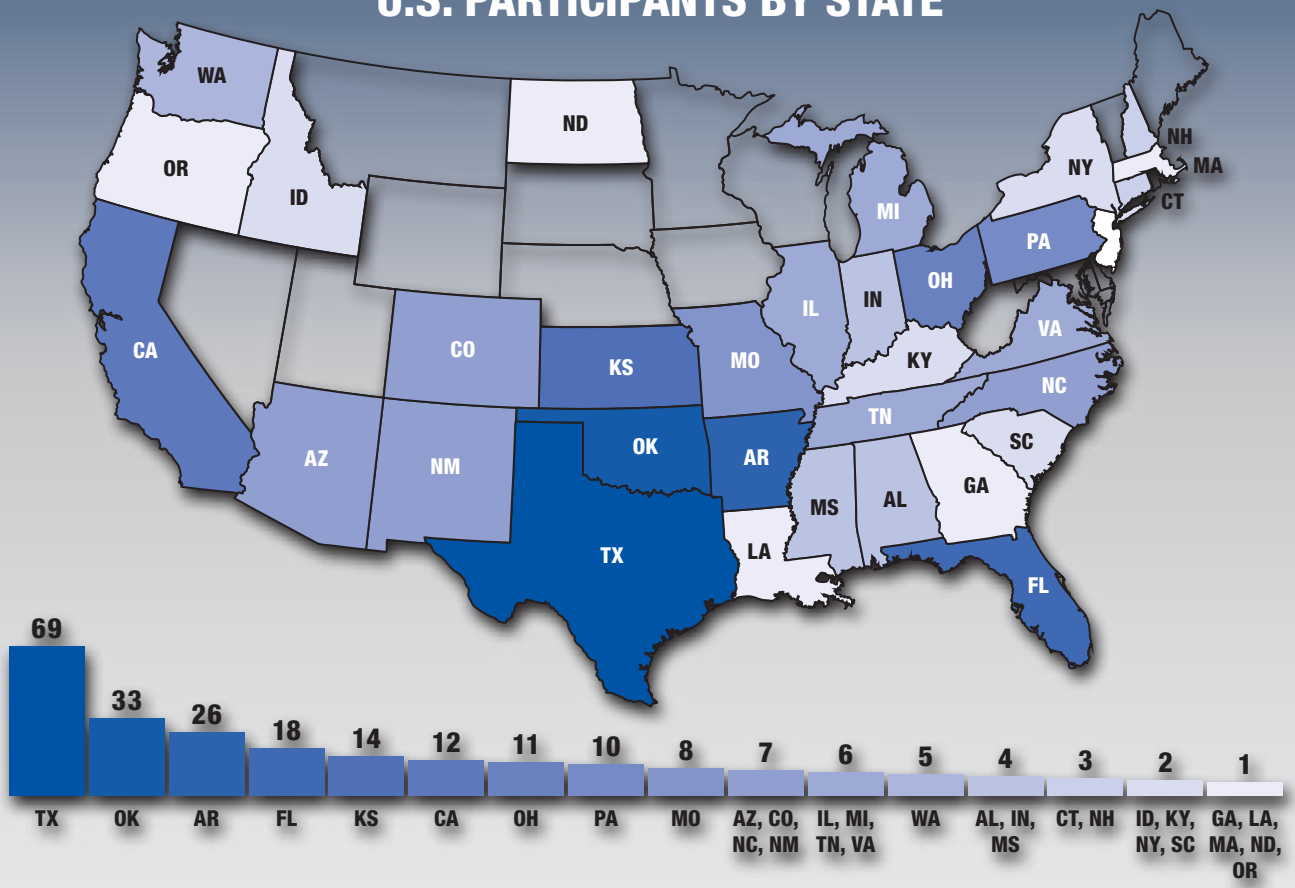 U.S. PARTICIPANTS BY STATE
WA
ND
OR
ID
NH
NY
MA
CT
MI
PA
OH
IL
IN
CA
CO
KS
MO
KY
VA
NC
TN
AZ
NM
OK
AR
SC
MS
AL
GA
TX
LA
FL
69
33
26
18
14
12
11
10
8
7
6
5
4
3
2
1
TX
OK
AR
FL
KS
CA
OH
PA
MO
AZ, CO,
NC, NM
IL, MI,
TN, VA
WA
AL, IN,
MS
CT, NH
ID, KY,
NY, SC
GA, LA,
MA, ND,
OR